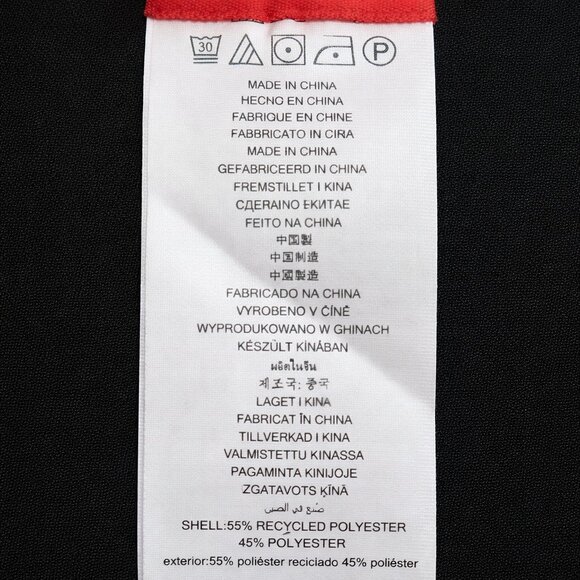 30
P
MADE IN CHINA
HECHO EN CHINA
FABRIQUE EN CHINE
FABBRICATO IN CIRA
MADE IN CHINA
GEFABRICEERD IN CHINA
FREMSTILLET I KINA
СДЕРАІNО ЕКИТАЕ
FEITO NA CHINA
中国製
中国制造
中國製造
FABRICADO NA CHINA
VYROBENO V ČÍNĚ
WYPRODUKOWANO W GHINACH
KÉSZÜLT KÍNÁBAN
ผลิตในจีน
제조국: 중국
LAGET I KINA
FABRICAT ÎN CHINA
TILLVERKAD I KINA
VALMISTETTU KINASSA
PAGAMINTA KINIJOJE
ZGATAVOTS ĶĪNĀ
صنع في الصين
SHELL:55% RECYCLED POLYESTER
45% POLYESTER
exterior:55% poliéster reciclado 45% poliéster